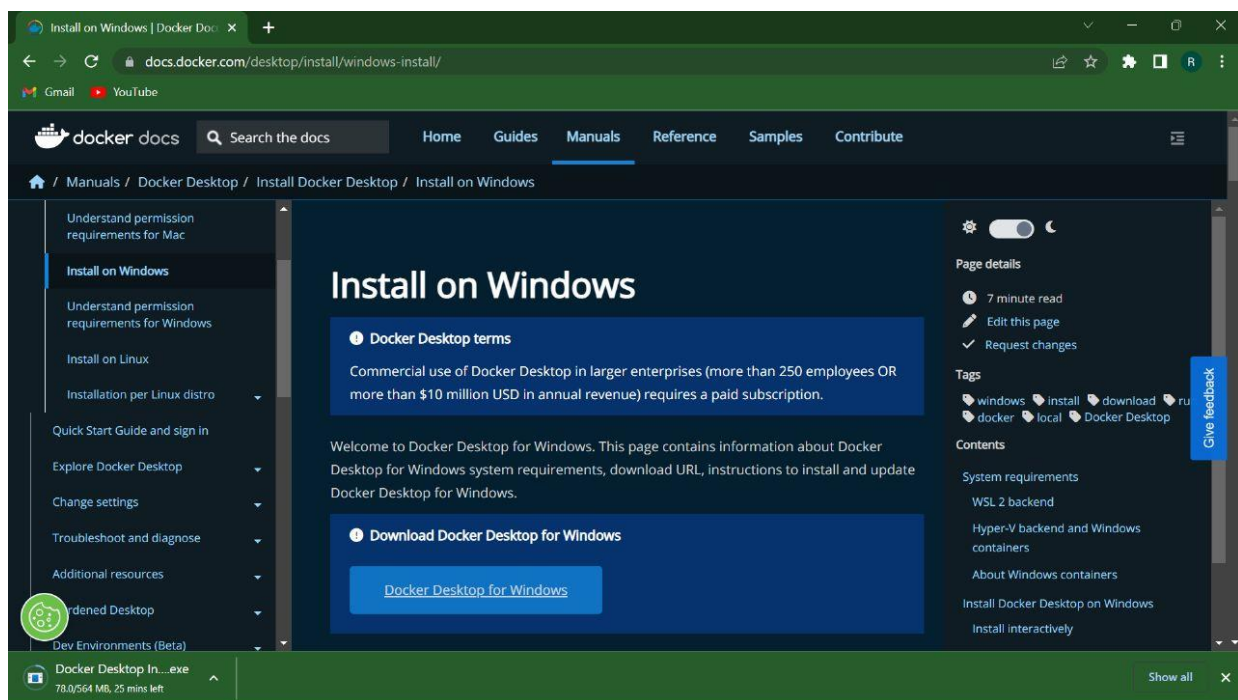 Install on Windows | Docker Doc
docs.docker.com/desktop/install/windows-install/
R
Gmail YouTube
docker docs Search the docs Home Guides Manuals Reference Samples Contribute
/ Manuals / Docker Desktop / Install Docker Desktop / Install on Windows
Understand permission
requirements for Mac
Install on Windows
Understand permission
requirements for Windows
Install on Linux
Installation per Linux distro
Quick Start Guide and sign in
Explore Docker Desktop
Change settings
Troubleshoot and diagnose
Additional resources
rdened Desktop
Dev Environments (Beta)
Install on Windows
Docker Desktop terms
Commercial use of Docker Desktop in larger enterprises (more than 250 employees OR
more than $10 million USD in annual revenue) requires a paid subscription.
Welcome to Docker Desktop for Windows. This page contains information about Docker
Desktop for Windows system requirements, download URL, instructions to install and update
Docker Desktop for Windows.
Download Docker Desktop for Windows
Docker Desktop for Windows
Page details
7 minute read
Edit this page
Request changes
Tags
windows install download ru
docker local Docker Desktop
Contents
System requirements
WSL 2 backend
Hyper-V backend and Windows
containers
About Windows containers
Install Docker Desktop on Windows
Install interactively
Give feedback
Docker Desktop In....exe
78.0/564 MB, 25 mins left
Show all